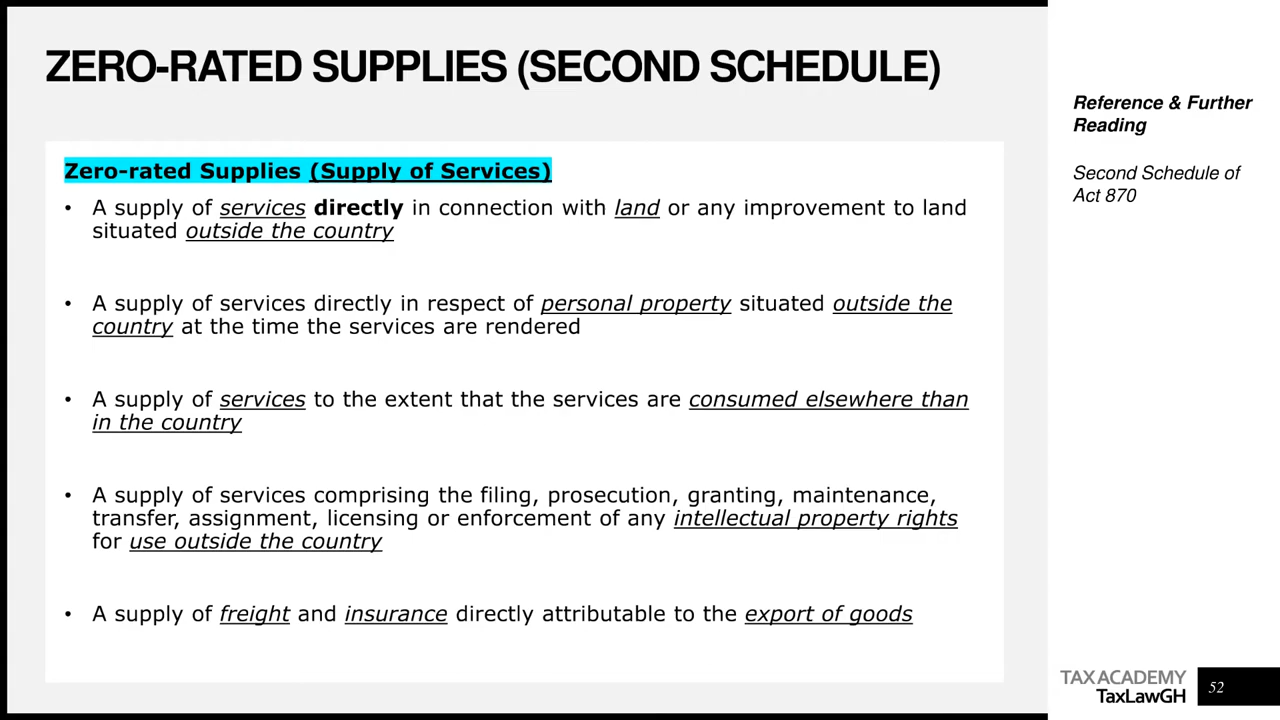 ZERO-RATED SUPPLIES (SECOND SCHEDULE)
Zero-rated Supplies (Supply of Services)
• A supply of services directly in connection with land or any improvement to land
situated outside the country
• A supply of services directly in respect of personal property situated outside the
country at the time the services are rendered
• A supply of services to the extent that the services are consumed elsewhere than
in the country
• A supply of services comprising the filing, prosecution, granting, maintenance,
transfer, assignment, licensing or enforcement of any intellectual property rights
for use outside the country
• A supply of freight and insurance directly attributable to the export of goods
Reference & Further
Reading
Second Schedule of
Act 870
TAX ACADEMY
TaxLawGH
52